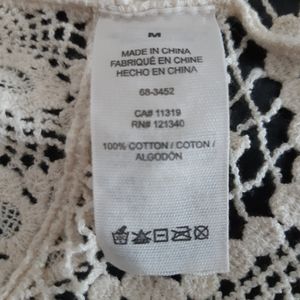 M
MADE IN CHINA
FABRIQUÉ EN CHINE
HECHO EN CHINA
68-3452
CA# 11319
RN# 121340
100% COTTON / COTON /
ALGODÓN